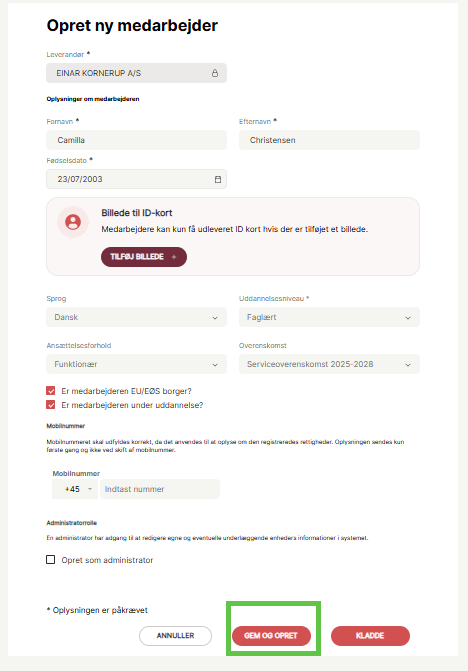 Opret ny medarbejder
Leverandør *
EINAR KORNERUP A/S
Oplysninger om medarbejderen
Fornavn *
Efternavn *
Camilla
Christensen
Fødselsdato *
23/07/2003
Billede til ID-kort
Medarbejdere kan kun få udleveret ID kort hvis der er tilføjet et billede.
TILFØJ BILLEDE +
Sprog
Uddannelsesniveau *
Dansk
Faglært
Ansættelsesforhold
Overenskomst
Funktionær
Serviceoverenskomst 2025-2028
Er medarbejderen EU/EØS borger?
Er medarbejderen under uddannelse?
Mobilnummer
Mobilnummeret skal udfyldes korrekt, da det anvendes til at oplyse om den registreredes rettigheder. Oplysningen sendes kun
første gang og ikke ved skift af mobilnummer.
Mobilnummer
+45
Indtast nummer
Administratorrolle
En administrator har adgang til at redigere egne og eventuelle underlæggende enheders informationer i systemet.
Opret som administrator
* Oplysningen er påkrævet
ANNULLER
GEM OG OPRET
KLADDE